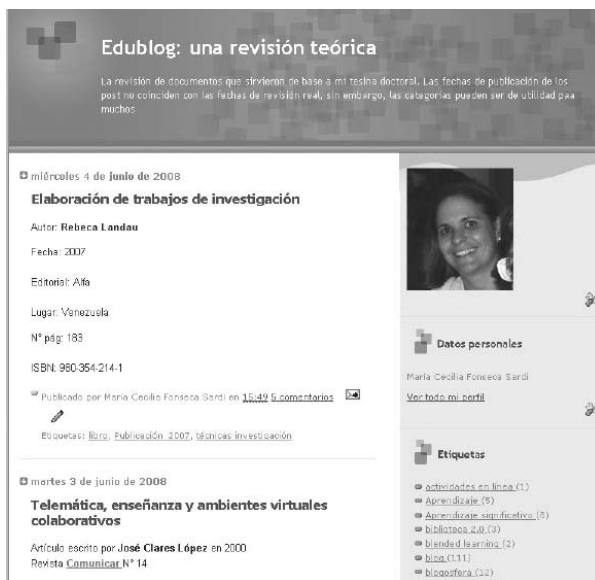 Edublog: una revisión teórica
La revisión de documentos que sirvieron de base a mi tesina doctoral. Las fechas de publicación de los
post no coinciden con las fechas de revisión real, sin embargo, las categorías pueden ser de utilidad paa
muchos
miércoles 4 de junio de 2008
Elaboración de trabajos de investigación
Autor: Rebeca Landau
Fecha: 2007
Editorial: Alfa
Lugar: Venezuela
Nº pág: 183
ISBN: 980-354-214-1
Publicado por María Cecilia Fonseca Sardi en 15:49 5 comentarios
Etiquetas: libro, Publicación 2007, técnicas investigación
martes 3 de junio de 2008
Telemática, enseñanza y ambientes virtuales
colaborativos
Artículo escrito por José Clares López en 2000
Revista Comunicar Nº 14
Datos personales
María Cecilia Fonseca Sardi
Ver todo mi perfil
Etiquetas
actividades en línea (1)
Aprendizaje (5)
Aprendizaje significativo (8)
biblioteca 2.0 (3)
blended learning (2)
blog (111)
blogosfera (12)